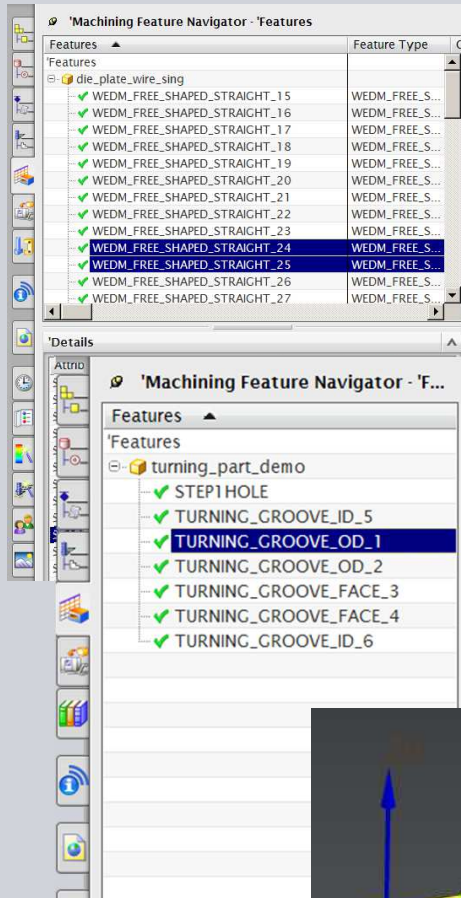 'Machining Feature Navigator - 'Features
Features Feature Type
'Features
die_plate_wire_sing
WEDM_FREE_SHAPED_STRAIGHT_15 WEDM_FREE_S...
WEDM_FREE_SHAPED_STRAIGHT_16 WEDM_FREE_S...
WEDM_FREE_SHAPED_STRAIGHT_17 WEDM_FREE_S...
WEDM_FREE_SHAPED_STRAIGHT_18 WEDM_FREE_S...
WEDM_FREE_SHAPED_STRAIGHT_19 WEDM_FREE_S...
WEDM_FREE_SHAPED_STRAIGHT_20 WEDM_FREE_S...
WEDM_FREE_SHAPED_STRAIGHT_21 WEDM_FREE_S...
WEDM_FREE_SHAPED_STRAIGHT_22 WEDM_FREE_S...
WEDM_FREE_SHAPED_STRAIGHT_23 WEDM_FREE_S...
WEDM_FREE_SHAPED_STRAIGHT_24 WEDM_FREE_S...
WEDM_FREE_SHAPED_STRAIGHT_25 WEDM_FREE_S...
WEDM_FREE_SHAPED_STRAIGHT_26 WEDM_FREE_S...
WEDM_FREE_SHAPED_STRAIGHT_27 WEDM_FREE_S...
'Details
Attrib
'Machining Feature Navigator - 'F...
Features
'Features
turning_part_demo
STEP1HOLE
TURNING_GROOVE_ID_5
TURNING_GROOVE_OD_1
TURNING_GROOVE_OD_2
TURNING_GROOVE_FACE_3
TURNING_GROOVE_FACE_4
TURNING_GROOVE_ID_6